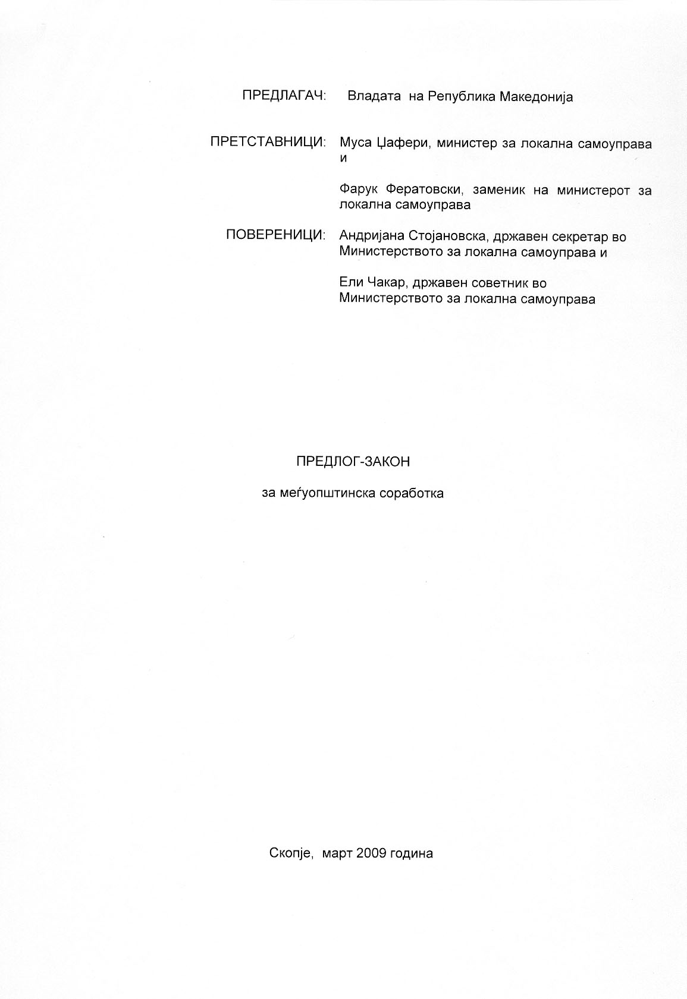 ПРЕДЛАГАЧ: Владата на Република Македонија
ПРЕТСТАВНИЦИ: Муса Џафери, министер за локална самоуправа
и
Фарук Фератовски, заменик на министерот за
локална самоуправа
ПОВЕРЕНИЦИ: Андријана Стојановска, државен секретар во
Министерството за локална самоуправа и
Ели Чакар, државен советник во
Министерството за локална самоуправа
ПРЕДЛОГ-ЗАКОН
за меѓуопштинска соработка
Скопје, март 2009 година